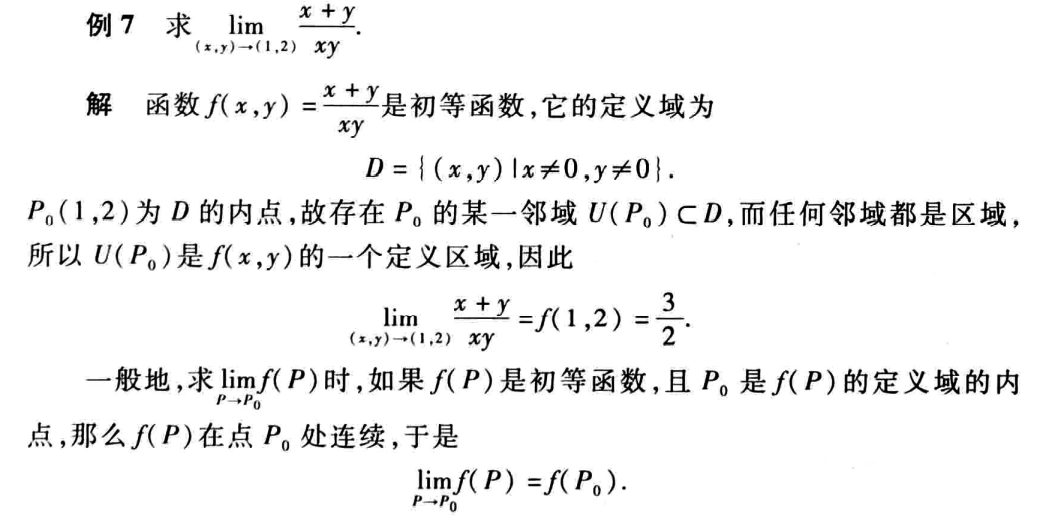 例 7 求 $\lim\limits_{(x,y)\to(1,2)} \dfrac{x+y}{xy}$.
解 函数 $f(x,y)=\dfrac{x+y}{xy}$是初等函数,它的定义域为
$D=\{(x,y)|x\neq 0,y\neq 0\}$.
$P_0(1,2)$为 $D$ 的内点,故存在 $P_0$ 的某一邻域 $U(P_0)\subset D$,而任何邻域都是区域,
所以 $U(P_0)$是 $f(x,y)$的一个定义区域,因此
$\lim\limits_{(x,y)\to(1,2)} \dfrac{x+y}{xy}=f(1,2)=\dfrac{3}{2}$.
一般地,求 $\lim\limits_{P\to P_0} f(P)$时,如果 $f(P)$是初等函数,且 $P_0$ 是 $f(P)$的定义域的内
点,那么 $f(P)$在点 $P_0$ 处连续,于是
$\lim\limits_{P\to P_0} f(P)=f(P_0)$.